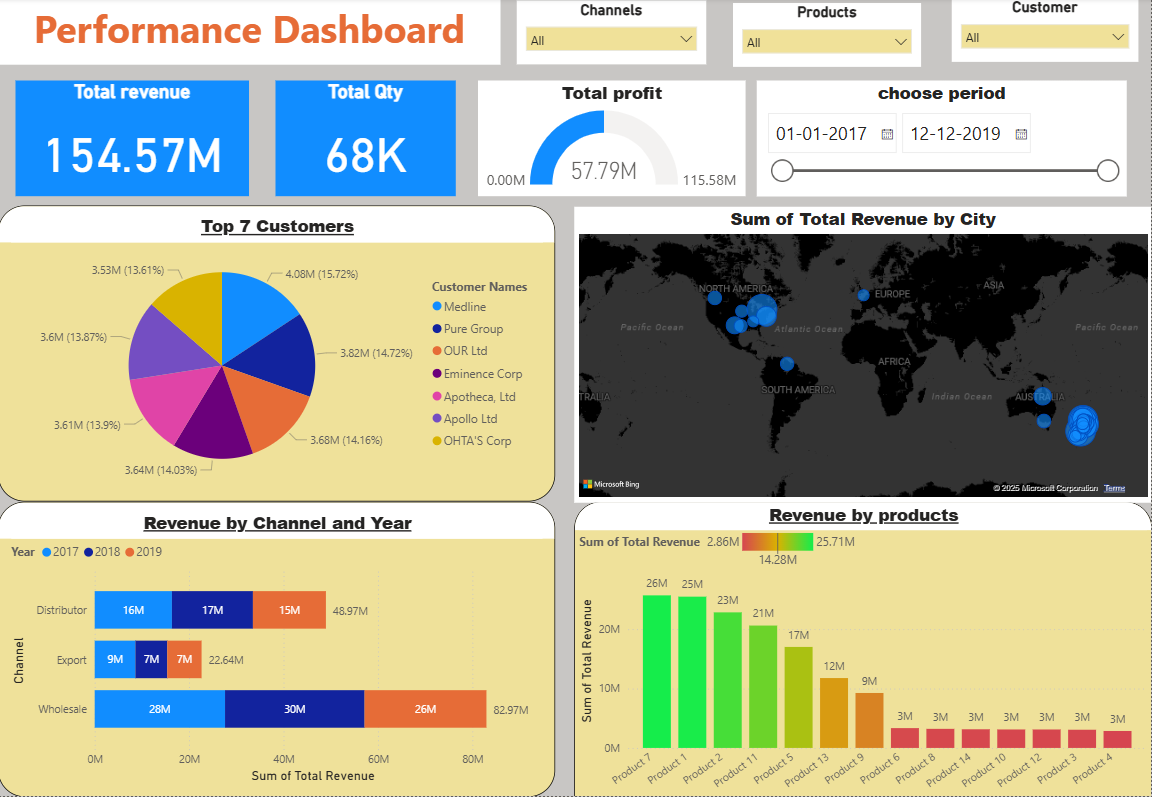 Performance Dashboard
Channels
All
Products
All
Customer
All
Total revenue
154.57M
Total Qty
68K
Total profit
57.79M
0.00M
115.58M
choose period
01-01-2017
12-12-2019
Top 7 Customers
3.53M (13.61%)
4.08M (15.72%)
3.6M (13.87%)
3.82M (14.72%)
3.61M (13.9%)
3.68M (14.16%)
3.64M (14.03%)
Customer Names
Medline
Pure Group
OUR Ltd
Eminence Corp
Apotheca, Ltd
Apollo Ltd
OHTA'S Corp
Sum of Total Revenue by City
NORTH AMERICA
EUROPE
ASIA
Pacific Ocean
Atlantic Ocean
Pacific Ocean
AFRICA
SOUTH AMERICA
Indian Ocean
AUSTRALIA
TRALIA
Microsoft Bing
© 2025 Microsoft Corporation Terms
Revenue by Channel and Year
Year 2017 2018 2019
Channel
Distributor 16M 17M 15M 48.97M
Export 9M 7M 7M 22.64M
Wholesale 28M 30M 26M 82.97M
0M 20M 40M 60M 80M
Sum of Total Revenue
Revenue by products
Sum of Total Revenue 2.86M 25.71M
14.28M
Sum of Total Revenue
20M
10M
0M
26M 25M 23M 21M 17M 12M 9M 3M 3M 3M 3M 3M 3M 3M
Product 7 Product 1 Product 2 Product 11 Product 5 Product 13 Product 9 Product 6 Product 8 Product 14 Product 10 Product 12 Product 3 Product 4